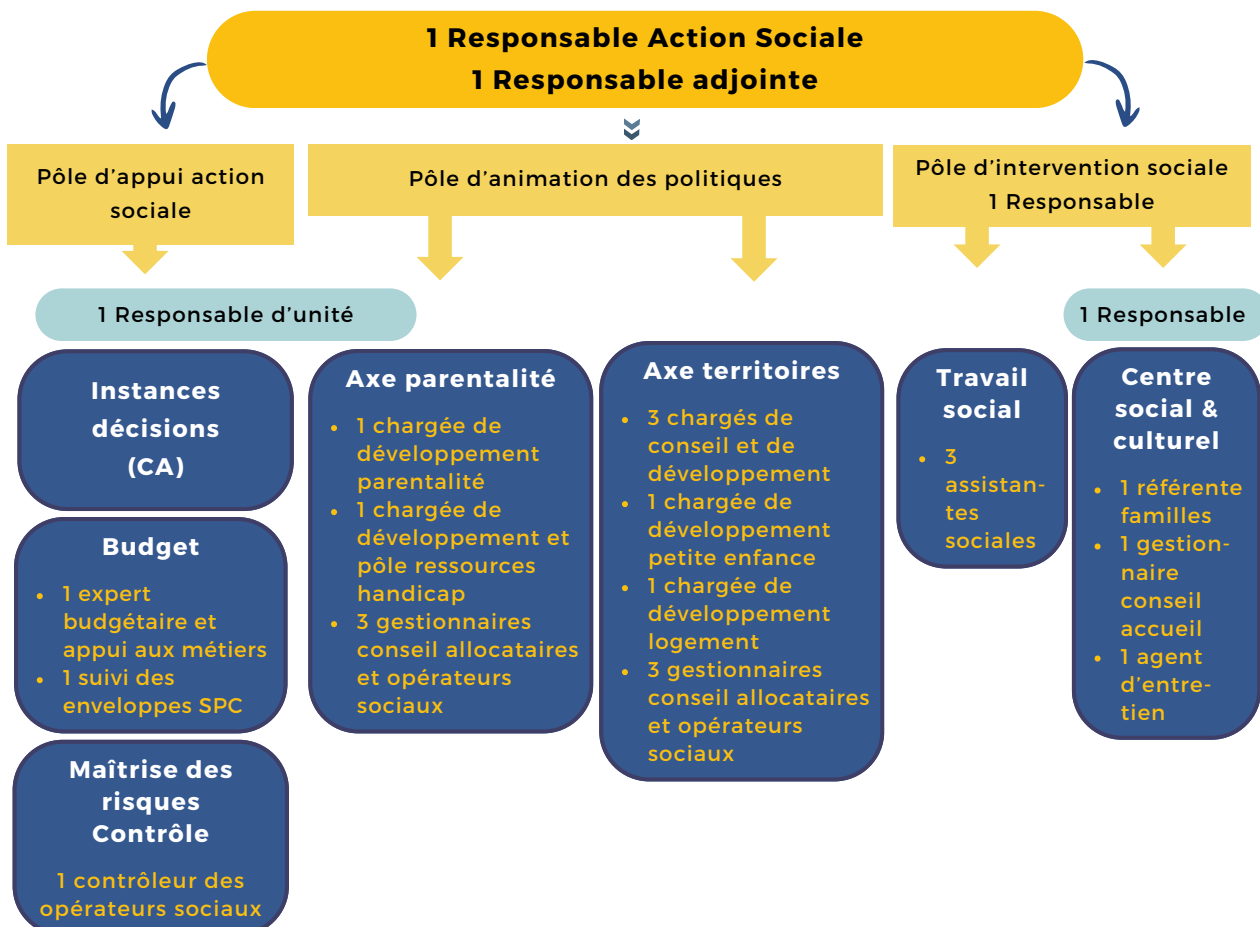 1 Responsable Action Sociale
1 Responsable adjointe
Pôle d'appui action
sociale
Pôle d'animation des politiques
Pôle d'intervention sociale
1 Responsable
1 Responsable d'unité
1 Responsable
Instances
décisions
(CA)
Budget
• 1 expert
budgétaire et
appui aux métiers
• 1 suivi des
enveloppes SPC
Maîtrise des
risques
Contrôle
1 contrôleur des
opérateurs sociaux
Axe parentalité
• 1 chargée de
développement
parentalité
• 1 chargée de
développement et
pôle ressources
handicap
• 3 gestionnaires
conseil allocataires
et opérateurs
sociaux
Axe territoires
• 3 chargés de
conseil et de
développement
• 1 chargée de
développement
petite enfance
• 1 chargée de
développement
logement
• 3 gestionnaires
conseil allocataires
et opérateurs
sociaux
Travail
social
• 3
assistan-
tes
sociales
Centre
social &
culturel
• 1 référente
familles
• 1 gestion-
naire
conseil
accueil
• 1 agent
d'entre-
tien